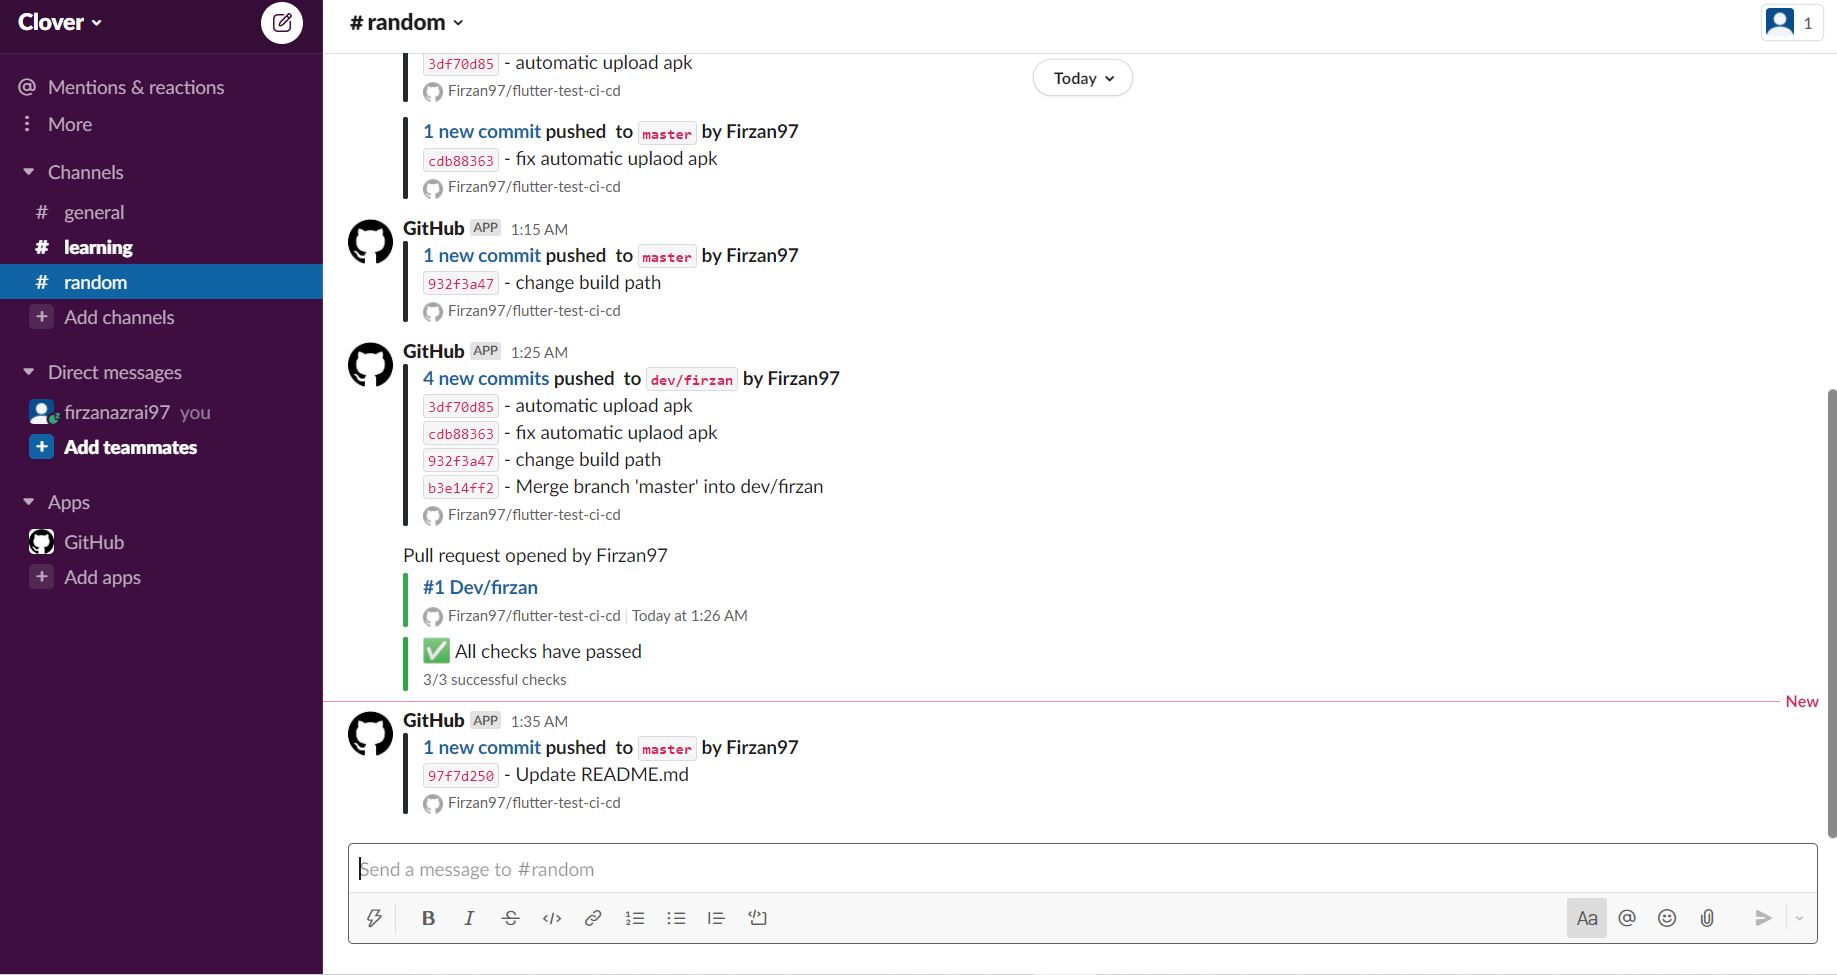 Clover
Mentions & reactions
More
Channels
# general
# learning
# random
+ Add channels
Direct messages
firzanazrai97 you
+ Add teammates
Apps
GitHub
+ Add apps
# random
1
Today
3df70d85 - automatic upload apk
Firzan97/flutter-test-ci-cd
1 new commit pushed to master by Firzan97
cdb88363 - fix automatic uplaod apk
Firzan97/flutter-test-ci-cd
GitHub APP 1:15 AM
1 new commit pushed to master by Firzan97
932f3a47 - change build path
Firzan97/flutter-test-ci-cd
GitHub APP 1:25 AM
4 new commits pushed to dev/firzan by Firzan97
3df70d85 - automatic upload apk
cdb88363 - fix automatic uplaod apk
932f3a47 - change build path
b3e14ff2 - Merge branch 'master' into dev/firzan
Firzan97/flutter-test-ci-cd
Pull request opened by Firzan97
#1 Dev/firzan
Firzan97/flutter-test-ci-cd | Today at 1:26 AM
All checks have passed
3/3 successful checks
New
GitHub APP 1:35 AM
1 new commit pushed to master by Firzan97
97f7d250 - Update README.md
Firzan97/flutter-test-ci-cd
Send a message to #random
B I S </> Aa @